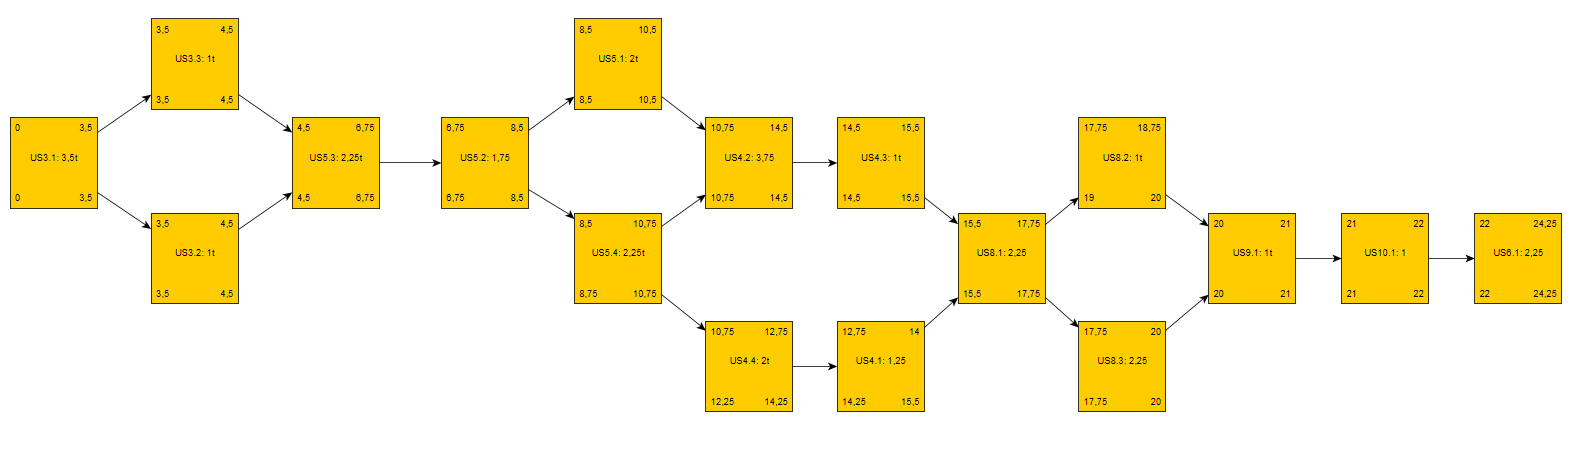 3,5 4,5
US3.3: 1t
3,5 4,5
8,5 10,5
US5.1: 2t
8,5 10,5
0 3,5
US3.1: 3,5t
0 3,5
4,5 6,75
US5.3: 2,25t
4,5 6,75
6,75 8,5
US5.2: 1,75
6,75 8,5
10,75 14,5
US4.2: 3,75
10,75 14,5
14,5 15,5
US4.3: 1t
14,5 15,5
17,75 18,75
US8.2: 1t
19 20
3,5 4,5
US3.2: 1t
3,5 4,5
8,5 10,75
US5.4: 2,25t
8,75 10,75
15,5 17,75
US8.1: 2,25
15,5 17,75
20 21
US9.1: 1t
20 21
21 22
US10.1: 1
21 22
22 24,25
US6.1: 2,25
22 24,25
10,75 12,75
US4.4: 2t
12,25 14,25
12,75 14
US4.1: 1,25
14,25 15,5
17,75 20
US8.3: 2,25
17,75 20